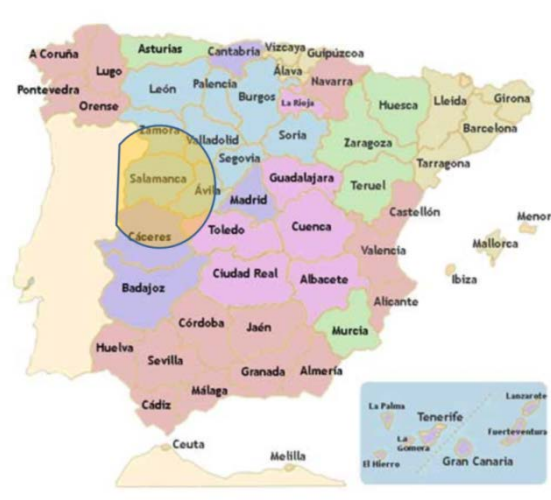 A Coruña
Lugo
Pontevedra
Orense
Asturias
Cantabria
Vizcaya
Guipúzcoa
Álava
Navarra
León
Palencia
Burgos
La Rioja
Huesca
Lleida
Girona
Barcelona
Zamora
Valladolid
Soria
Zaragoza
Tarragona
Segovia
Salamanca
Ávila
Madrid
Guadalajara
Teruel
Castellón
Cáceres
Toledo
Cuenca
Valencia
Menor
Mallorca
Ibiza
Badajoz
Ciudad Real
Albacete
Alicante
Murcia
Córdoba
Jaén
Huelva
Sevilla
Granada
Almería
Málaga
Cádiz
Ceuta
Melilla
La Palma
Tenerife
Lanzarote
La
Gomera
Fuerteventura
El Hierro
Gran Canaria